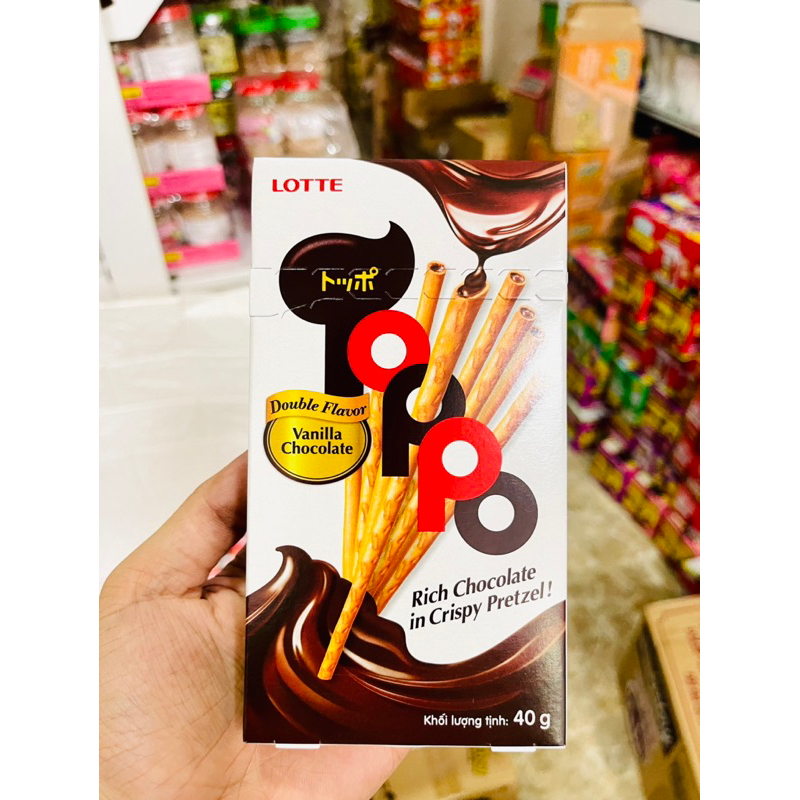 LOTTE
トッポ
Toppo
Double Flavor
Vanilla
Chocolate
Rich Chocolate
in Crispy Pretzel!
Khối lượng tịnh: 40 g